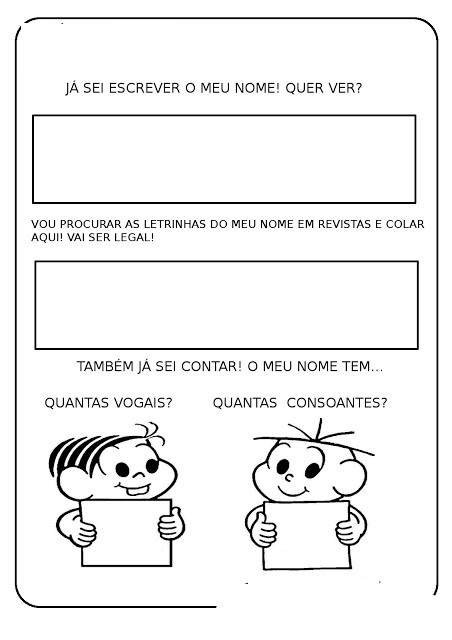 JÁ SEI ESCREVER O MEU NOME! QUER VER?
VOU PROCURAR AS LETRINHAS DO MEU NOME EM REVISTAS E COLAR
AQUI! VAI SER LEGAL!
TAMBÉM JÁ SEI CONTAR! O MEU NOME TEM...
QUANTAS VOGAIS? QUANTAS CONSOANTES?